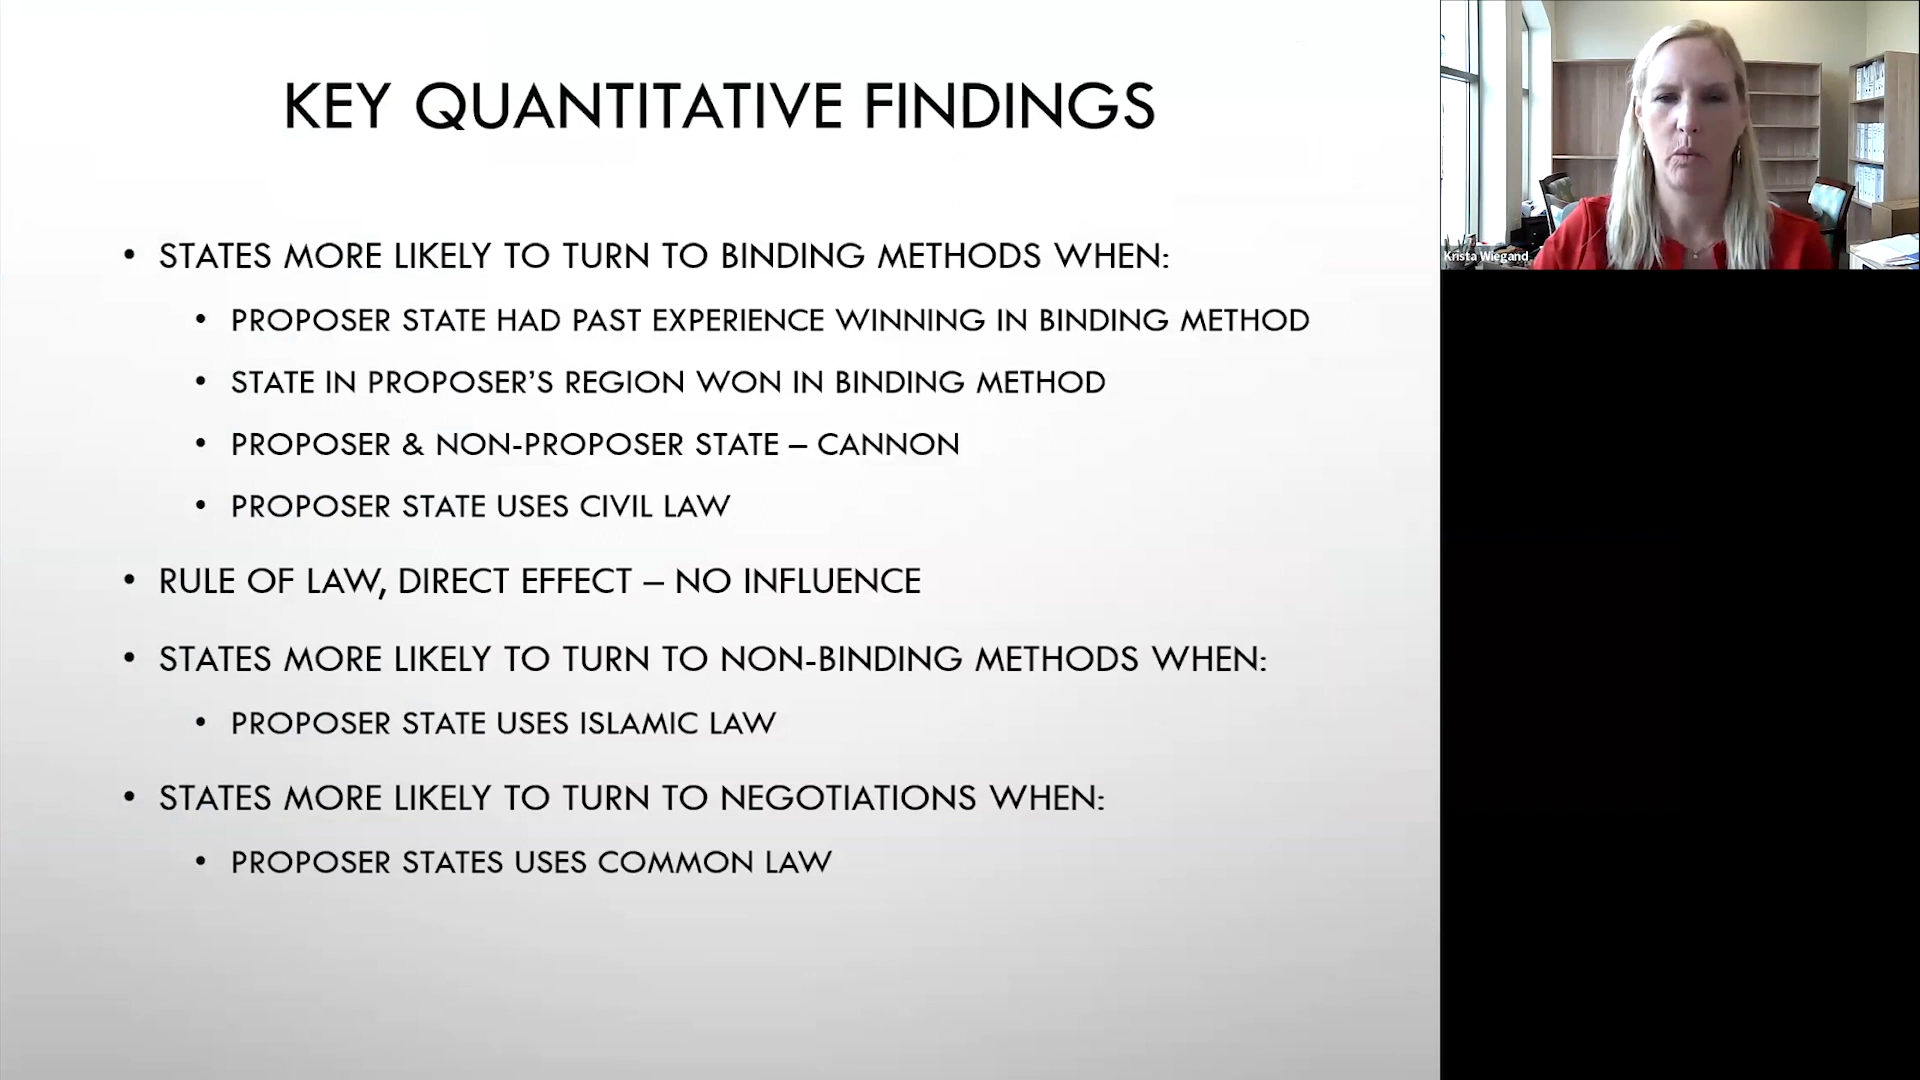 KEY QUANTITATIVE FINDINGS
• STATES MORE LIKELY TO TURN TO BINDING METHODS WHEN:
• PROPOSER STATE HAD PAST EXPERIENCE WINNING IN BINDING METHOD
• STATE IN PROPOSER’S REGION WON IN BINDING METHOD
• PROPOSER & NON-PROPOSER STATE – CANNON
• PROPOSER STATE USES CIVIL LAW
• RULE OF LAW, DIRECT EFFECT – NO INFLUENCE
• STATES MORE LIKELY TO TURN TO NON-BINDING METHODS WHEN:
• PROPOSER STATE USES ISLAMIC LAW
• STATES MORE LIKELY TO TURN TO NEGOTIATIONS WHEN:
• PROPOSER STATES USES COMMON LAW
Krista Wiegand